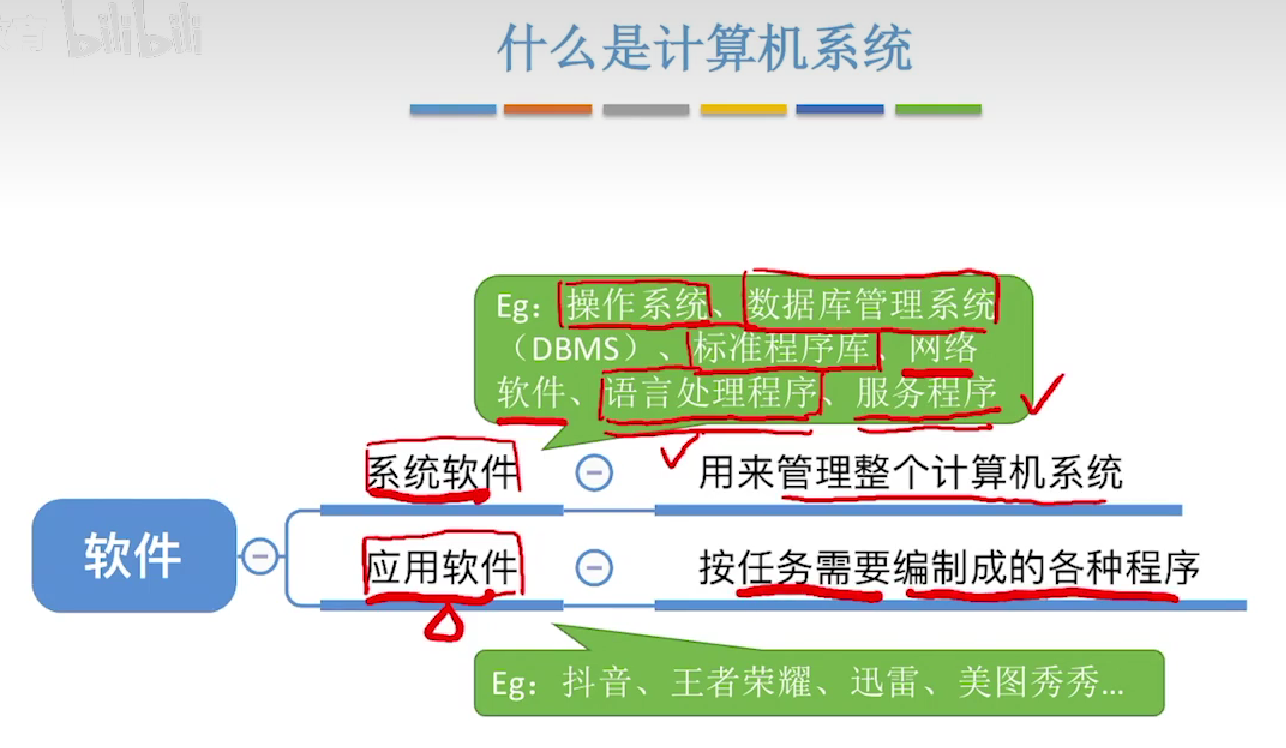 bilibili
什么是计算机系统
Eg：操作系统、数据库管理系统
（DBMS）、标准程序库、网络
软件、语言处理程序、服务程序
系统软件
用来管理整个计算机系统
软件
应用软件
按任务需要编制成的各种程序
Eg：抖音、王者荣耀、迅雷、美图秀秀...